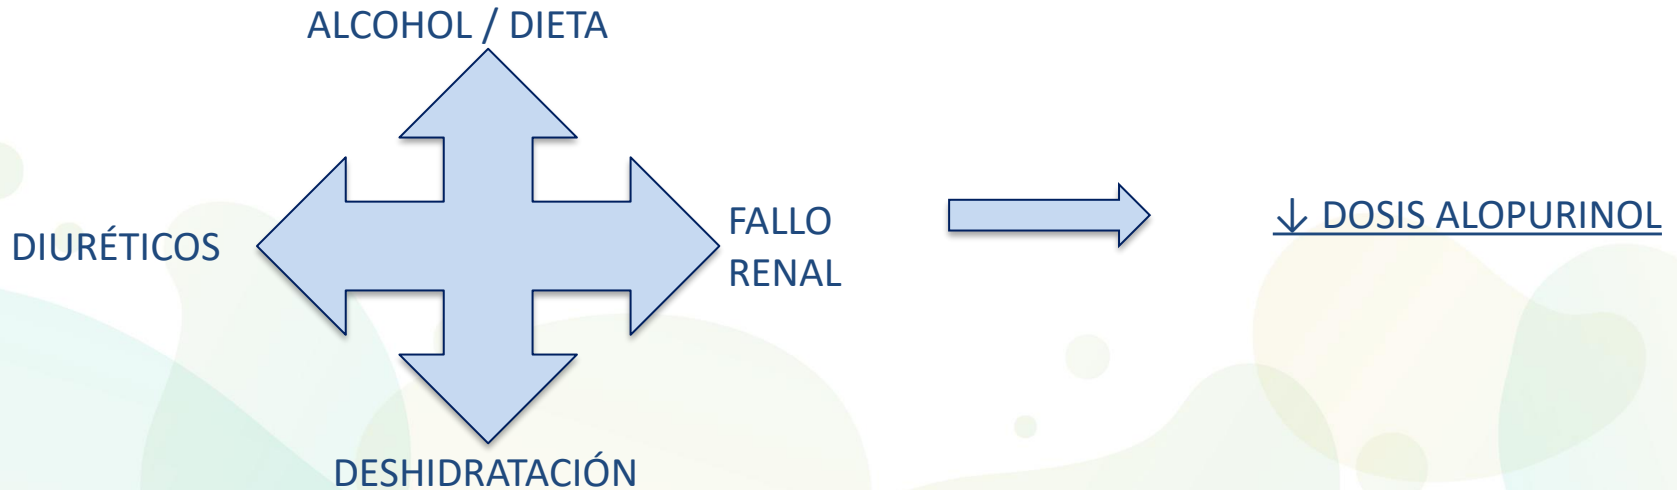 ALCOHOL / DIETA
DIURÉTICOS
FALLO
RENAL
↓ DOSIS ALOPURINOL
DESHIDRATACIÓN